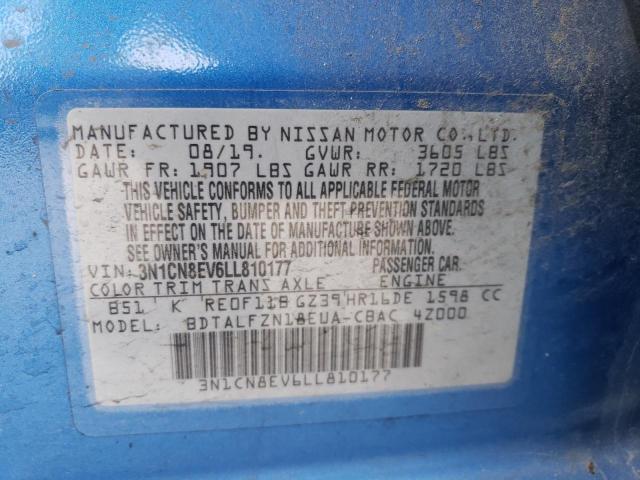 MANUFACTURED BY NISSAN MOTOR CO., LTD.
DATE: 08/19. GVWR: 3605 LBS
GAWR FR: 1907 LBS GAWR RR: 1720 LBS
THIS VEHICLE CONFORMS TO ALL APPLICABLE FEDERAL MOTOR
VEHICLE SAFETY, BUMPER AND THEFT PREVENTION STANDARDS
IN EFFECT ON THE DATE OF MANUFACTURE SHOWN ABOVE.
SEE OWNER'S MANUAL FOR ADDITIONAL INFORMATION.
VIN: 3N1CN8EV6LL810177 PASSENGER CAR.
COLOR TRIM TRANS AXLE ENGINE
B51 K RE0F11B GZ39 HR16DE 1598 CC
BDTALFZN18EUA-CBAC 4Z000
3N1CN8EV6LL810177